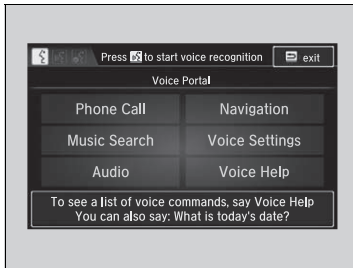 Press to start voice recognition
exit
Voice Portal
Phone Call
Navigation
Music Search
Voice Settings
Audio
Voice Help
To see a list of voice commands, say Voice Help
You can also say: What is today's date?